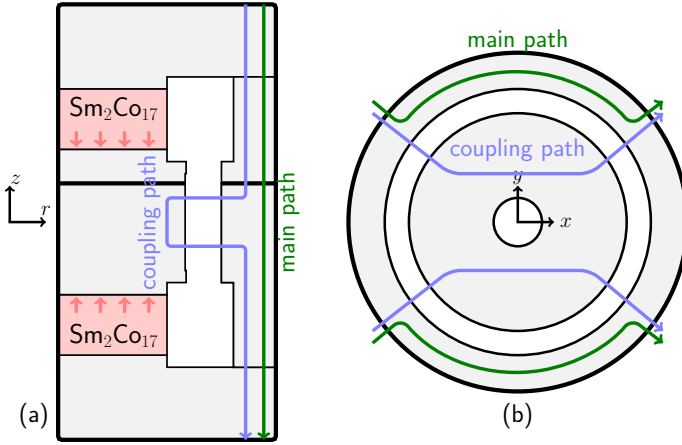 main path
Sm₂Co₁₇
coupling path
z
r
coupling path
main path
y
x
Sm₂Co₁₇
(a)
(b)